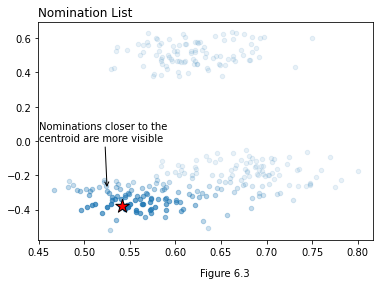 Nomination List
0.6
0.4
0.2
0.0
−0.2
−0.4
Nominations closer to the
centroid are more visible
0.45 0.50 0.55 0.60 0.65 0.70 0.75 0.80
Figure 6.3